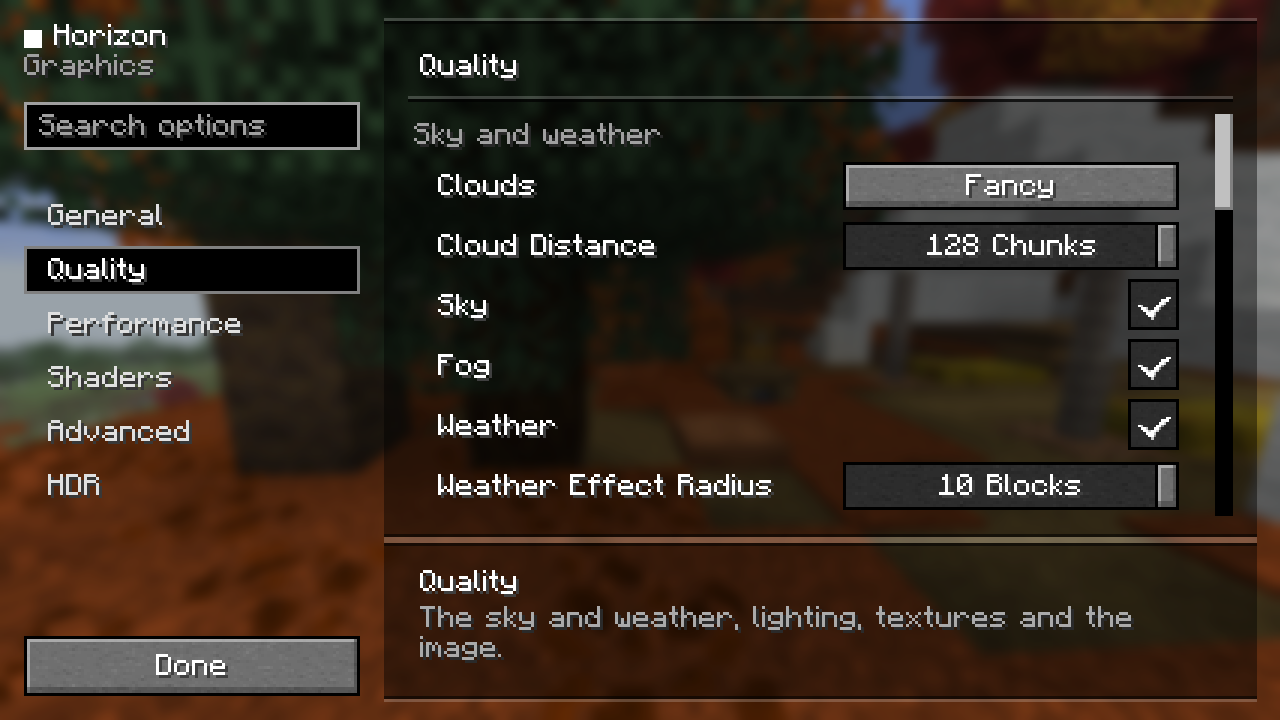 Horizon
Graphics
Search options
General
Quality
Performance
Shaders
Advanced
HDR
Done
Quality
Sky and weather
Clouds
Fancy
Cloud Distance
128 Chunks
Sky
Fog
Weather
Weather Effect Radius
10 Blocks
Quality
The sky and weather, lighting, textures and the
image.